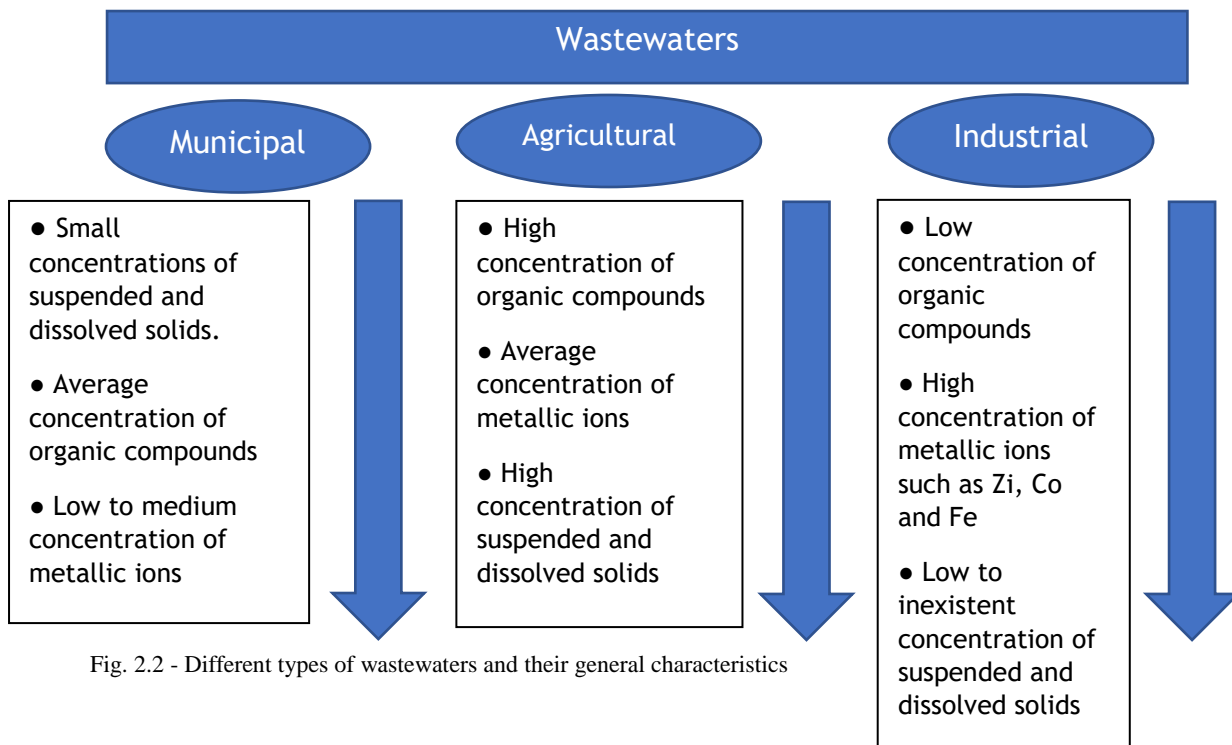 Wastewaters
Municipal
● Small
concentrations of
suspended and
dissolved solids.
● Average
concentration of
organic compounds
● Low to medium
concentration of
metallic ions
Agricultural
● High
concentration of
organic compounds
● Average
concentration of
metallic ions
● High
concentration of
suspended and
dissolved solids
Industrial
● Low
concentration of
organic
compounds
● High
concentration of
metallic ions
such as Zi, Co
and Fe
● Low to
inexistent
concentration of
suspended and
dissolved solids
Fig. 2.2 - Different types of wastewaters and their general characteristics